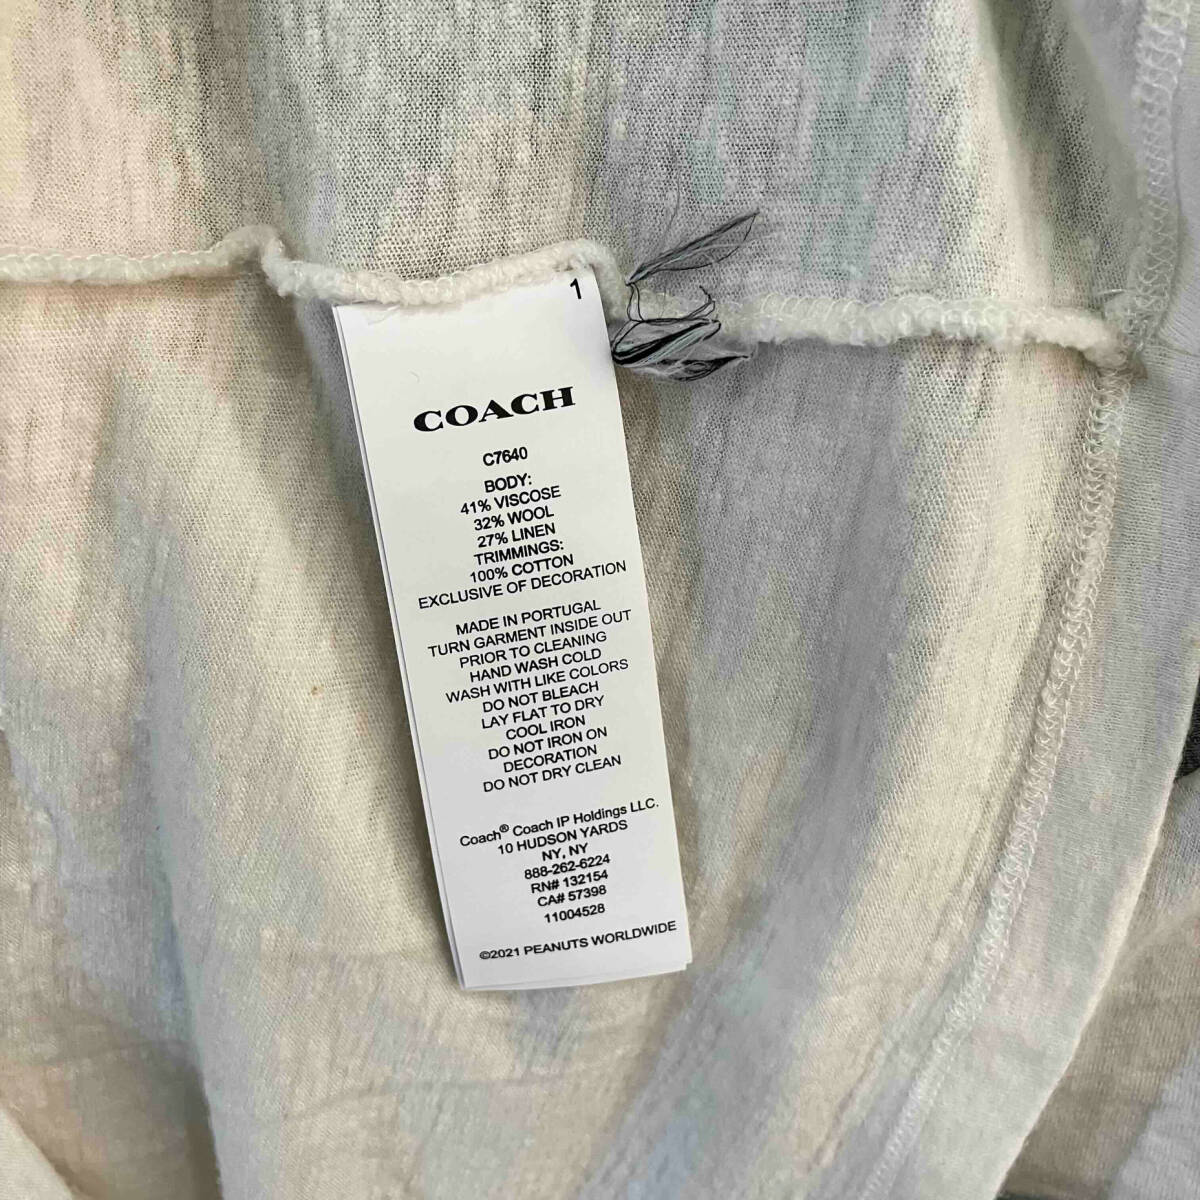 1
COACH
C7640
BODY:
41% VISCOSE
32% WOOL
27% LINEN
TRIMMINGS:
100% COTTON
EXCLUSIVE OF DECORATION
MADE IN PORTUGAL
TURN GARMENT INSIDE OUT
PRIOR TO CLEANING
HAND WASH COLD
WASH WITH LIKE COLORS
DO NOT BLEACH
LAY FLAT TO DRY
COOL IRON
DO NOT IRON ON
DECORATION
DO NOT DRY CLEAN
Coach® Coach IP Holdings LLC.
10 HUDSON YARDS
NY, NY
888-262-6224
RN# 132154
CA# 57398
11004528
©2021 PEANUTS WORLDWIDE